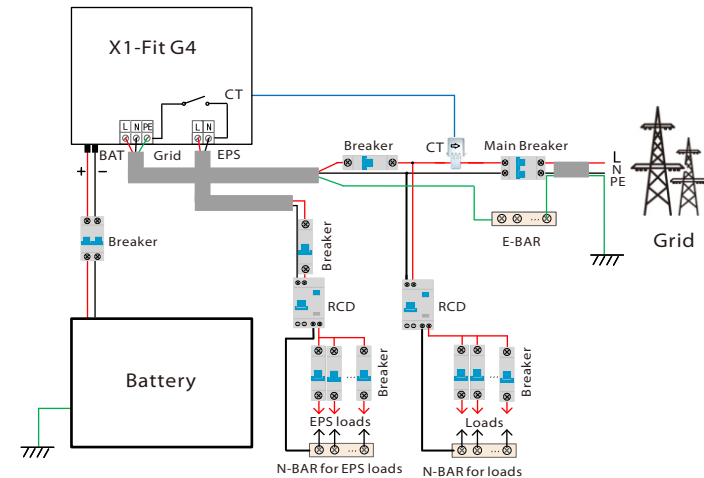 X1-Fit G4
CT
L N PE
L N
BAT
Grid
EPS
+ −
Breaker
CT
Main Breaker
L
N
PE
E-BAR
Grid
Breaker
Breaker
RCD
RCD
Battery
Breaker
Breaker
...
...
...
EPS loads
Loads
...
...
N-BAR for EPS loads
N-BAR for loads